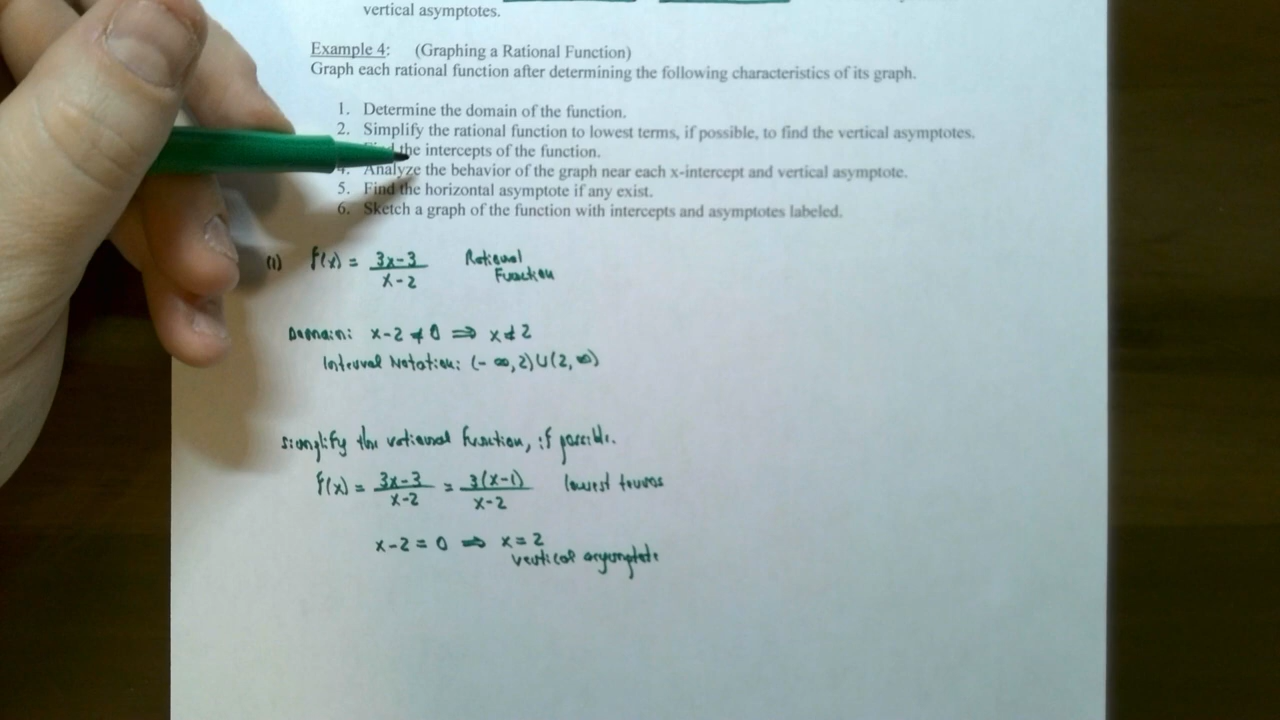 vertical asymptotes.
Example 4: (Graphing a Rational Function)
Graph each rational function after determining the following characteristics of its graph.
1. Determine the domain of the function.
2. Simplify the rational function to lowest terms, if possible, to find the vertical asymptotes.
the intercepts of the function.
4. Analyze the behavior of the graph near each x-intercept and vertical asymptote.
5. Find the horizontal asymptote if any exist.
6. Sketch a graph of the function with intercepts and asymptotes labeled.
(1) f(x) = (3x-3)/(x-2) Rational Function
Domain: x-2 ≠ 0 ⇒ x ≠ 2
Interval Notation: (-∞, 2) ∪ (2, ∞)
simplify the rational function, if possible.
f(x) = (3x-3)/(x-2) = 3(x-1)/(x-2) lowest terms
x-2 = 0 ⇒ x = 2
vertical asymptote